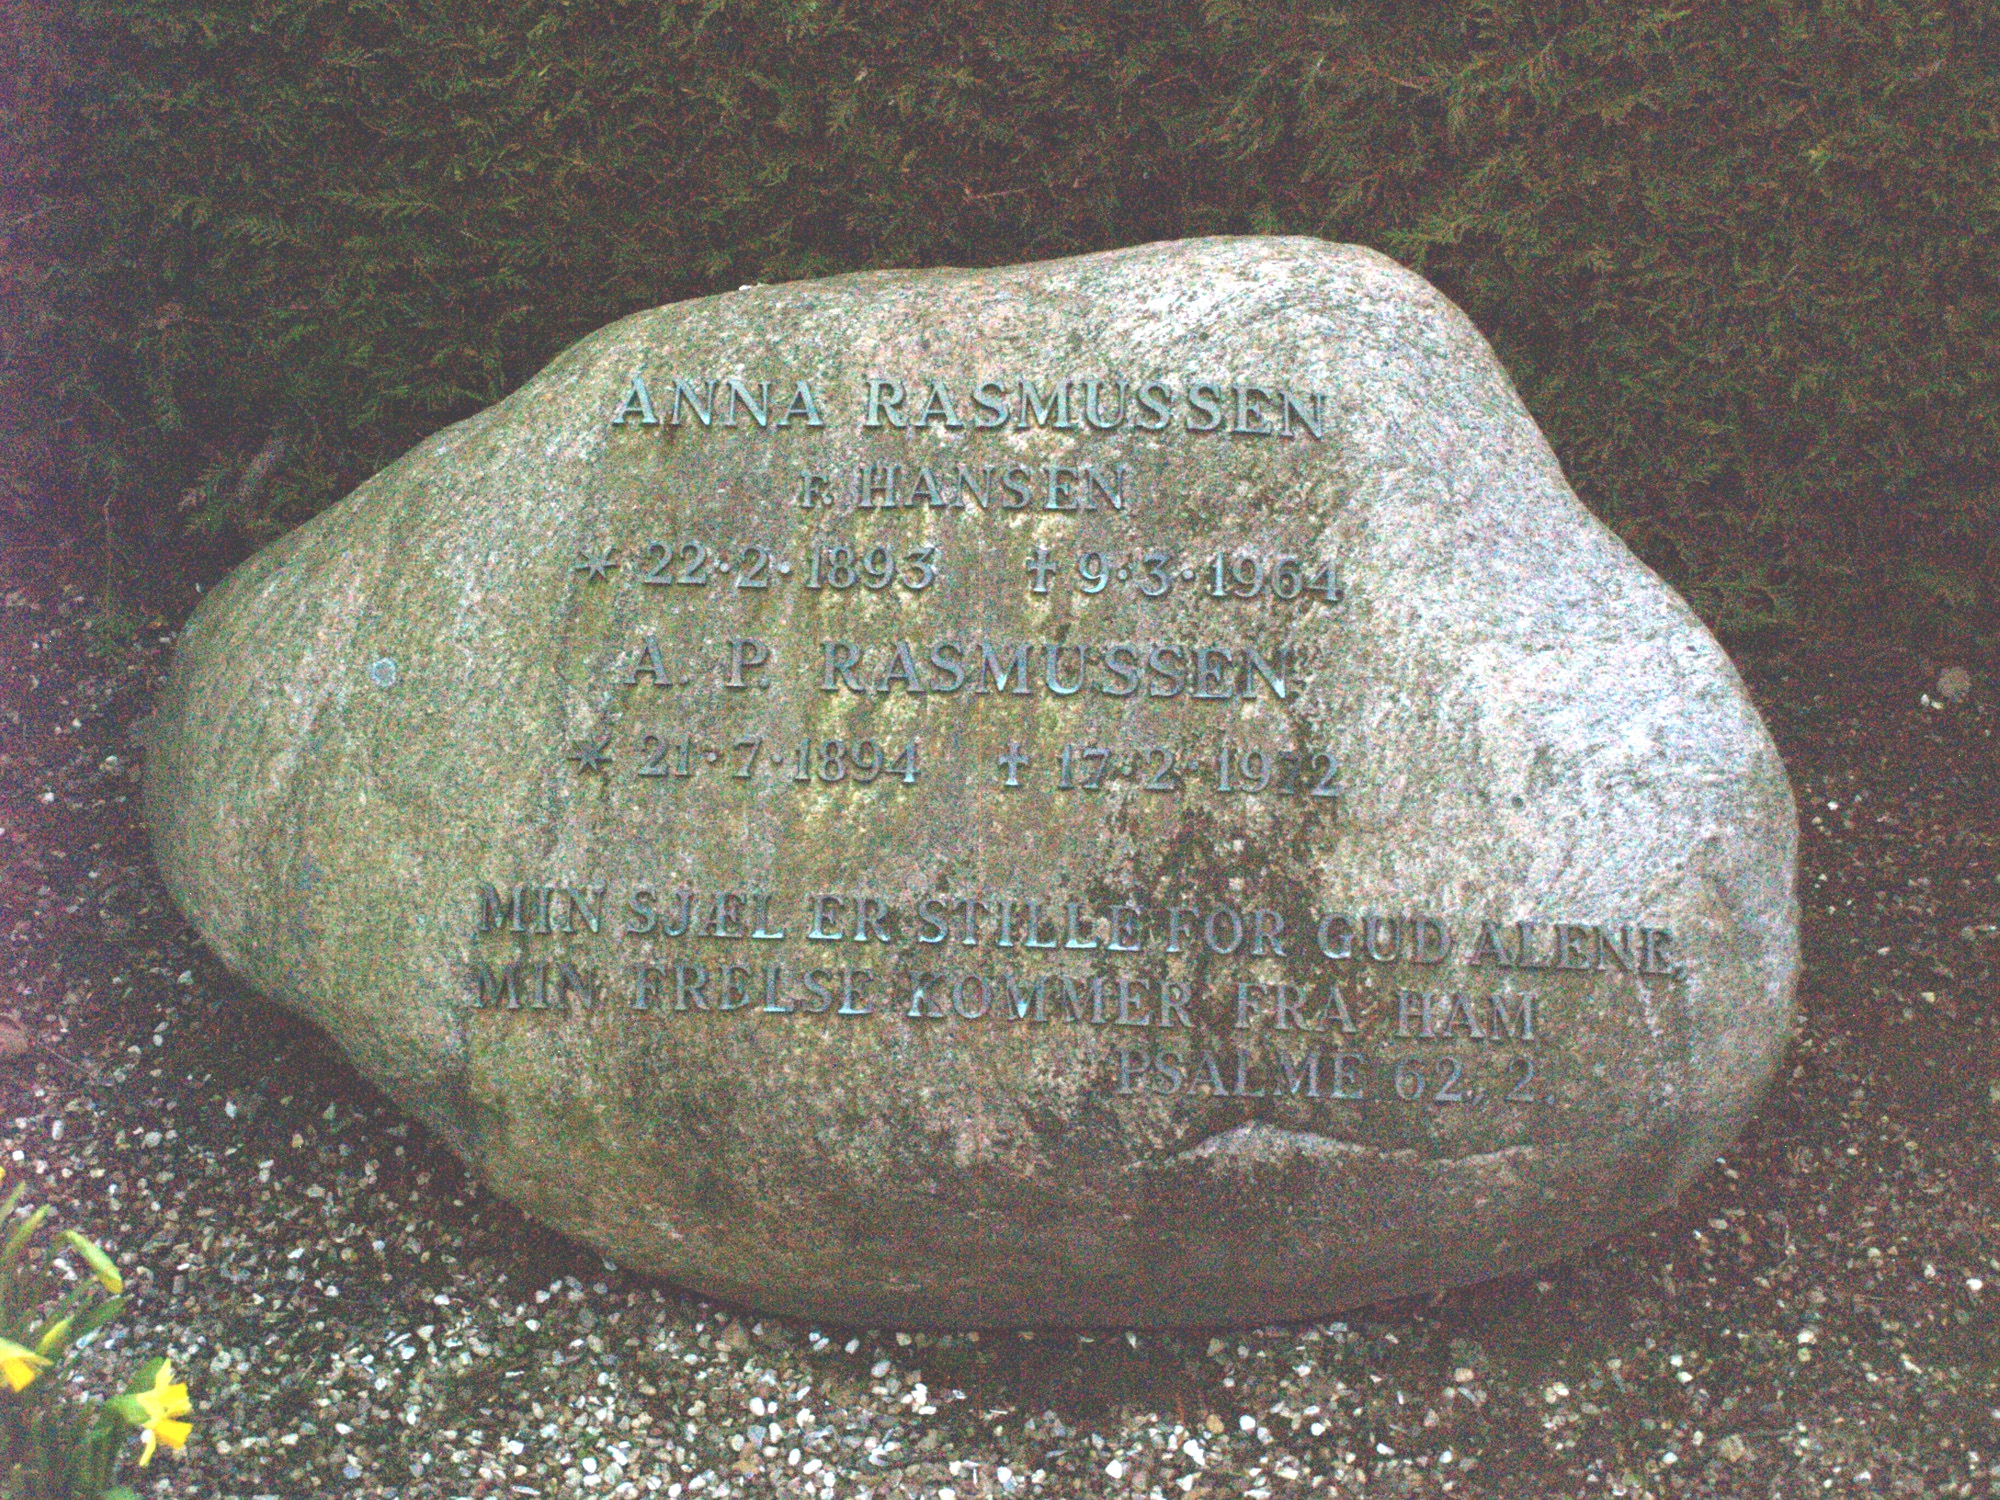 ANNA RASMUSSEN
F. HANSEN
* 22·2·1893 † 9·3·1964
A. P. RASMUSSEN
* 21·7·1894 † 17·2·1972
MIN SJÆL ER STILLE FOR GUD ALENE,
MIN FRELSE KOMMER FRA HAM
PSALME 62, 2.